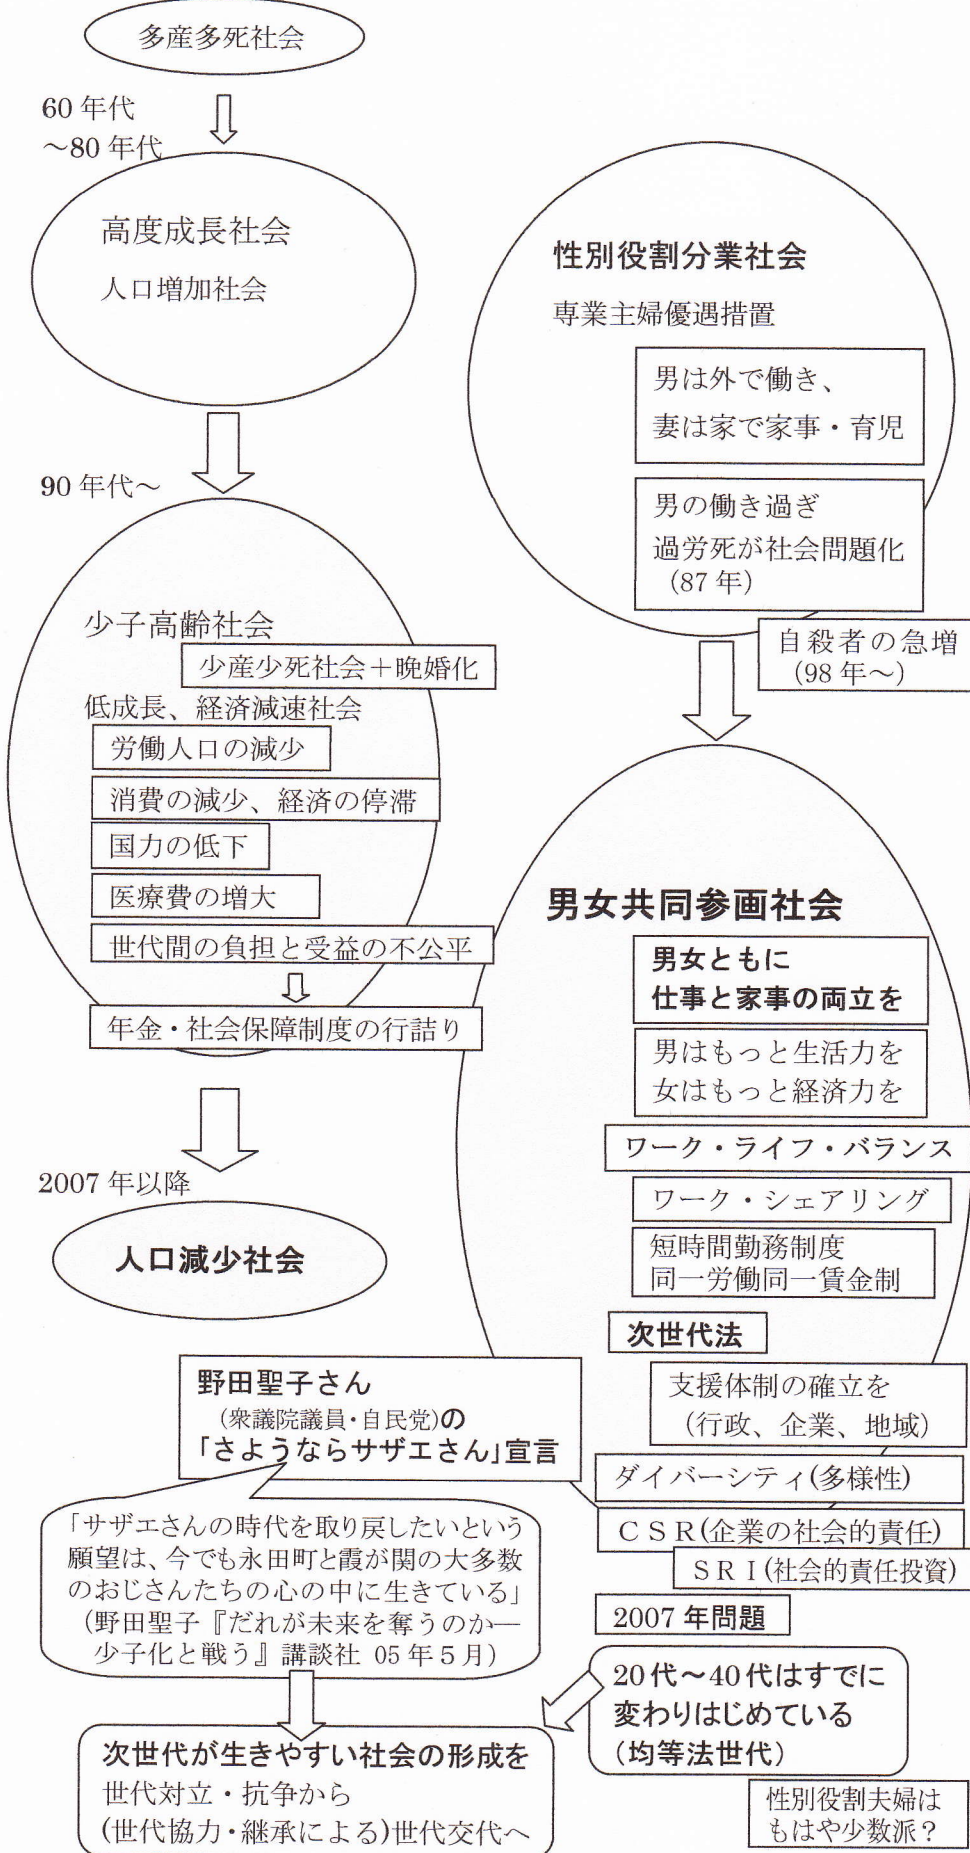 多産多死社会
60年代
～80年代
高度成長社会
人口増加社会
90年代～
少子高齢社会
少産少死社会＋晩婚化
低成長、経済減速社会
労働人口の減少
消費の減少、経済の停滞
国力の低下
医療費の増大
世代間の負担と受益の不公平
年金・社会保障制度の行詰り
2007年以降
人口減少社会
性別役割分業社会
専業主婦優遇措置
男は外で働き、
妻は家で家事・育児
男の働き過ぎ
過労死が社会問題化
（87年）
自殺者の急増
（98年～）
男女共同参画社会
男女ともに
仕事と家事の両立を
男はもっと生活力を
女はもっと経済力を
ワーク・ライフ・バランス
ワーク・シェアリング
短時間勤務制度
同一労働同一賃金制
次世代法
支援体制の確立を
（行政、企業、地域）
ダイバーシティ(多様性)
ＣＳＲ(企業の社会的責任)
ＳＲＩ(社会的責任投資)
2007年問題
野田聖子さん
(衆議院議員・自民党)の
「さようならサザエさん」宣言
「サザエさんの時代を取り戻したいという
願望は、今でも永田町と霞が関の大多数
のおじさんたちの心の中に生きている」
（野田聖子『だれが未来を奪うのか―
少子化と戦う』講談社 05年５月）
20代～40代はすでに
変わりはじめている
（均等法世代）
次世代が生きやすい社会の形成を
世代対立・抗争から
(世代協力・継承による)世代交代へ
性別役割夫婦は
もはや少数派？